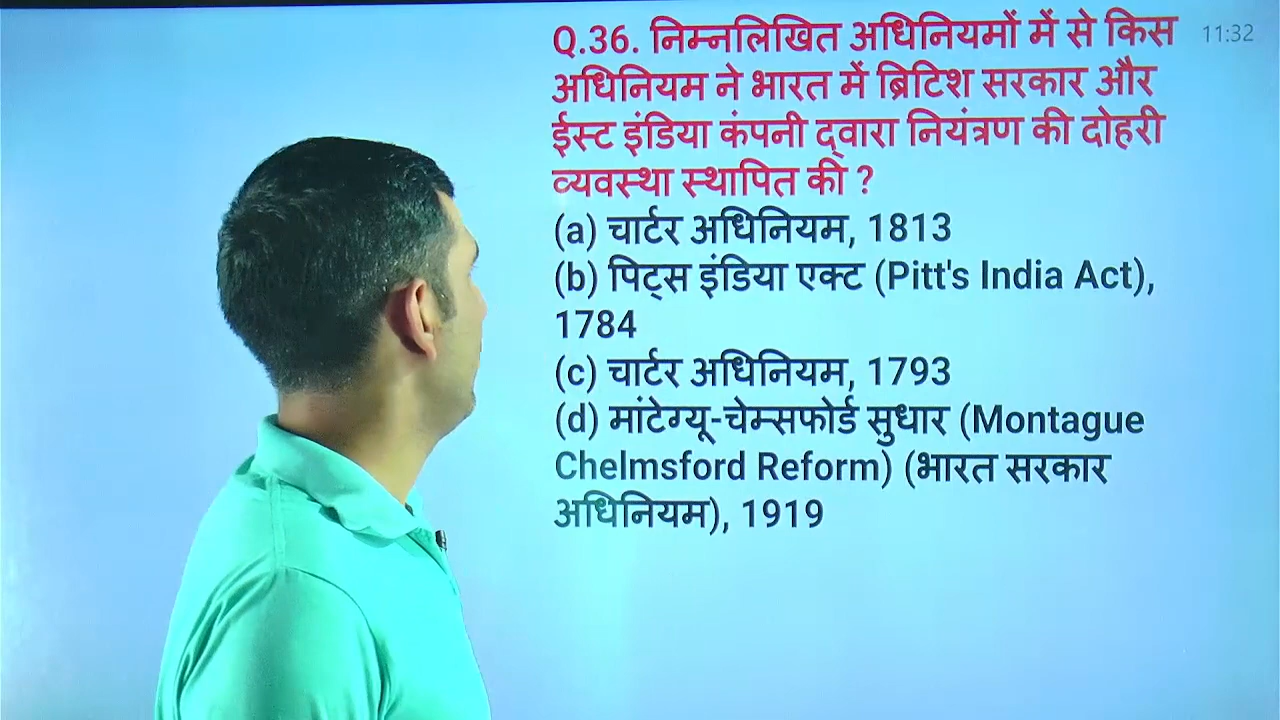 Q.36. निम्नलिखित अधिनियमों में से किस
11:32
अधिनियम ने भारत में ब्रिटिश सरकार और
ईस्ट इंडिया कंपनी द्वारा नियंत्रण की दोहरी
व्यवस्था स्थापित की ?
(a) चार्टर अधिनियम, 1813
(b) पिट्स इंडिया एक्ट (Pitt's India Act),
1784
(c) चार्टर अधिनियम, 1793
(d) मांटेग्यू-चेम्सफोर्ड सुधार (Montague
Chelmsford Reform) (भारत सरकार
अधिनियम), 1919